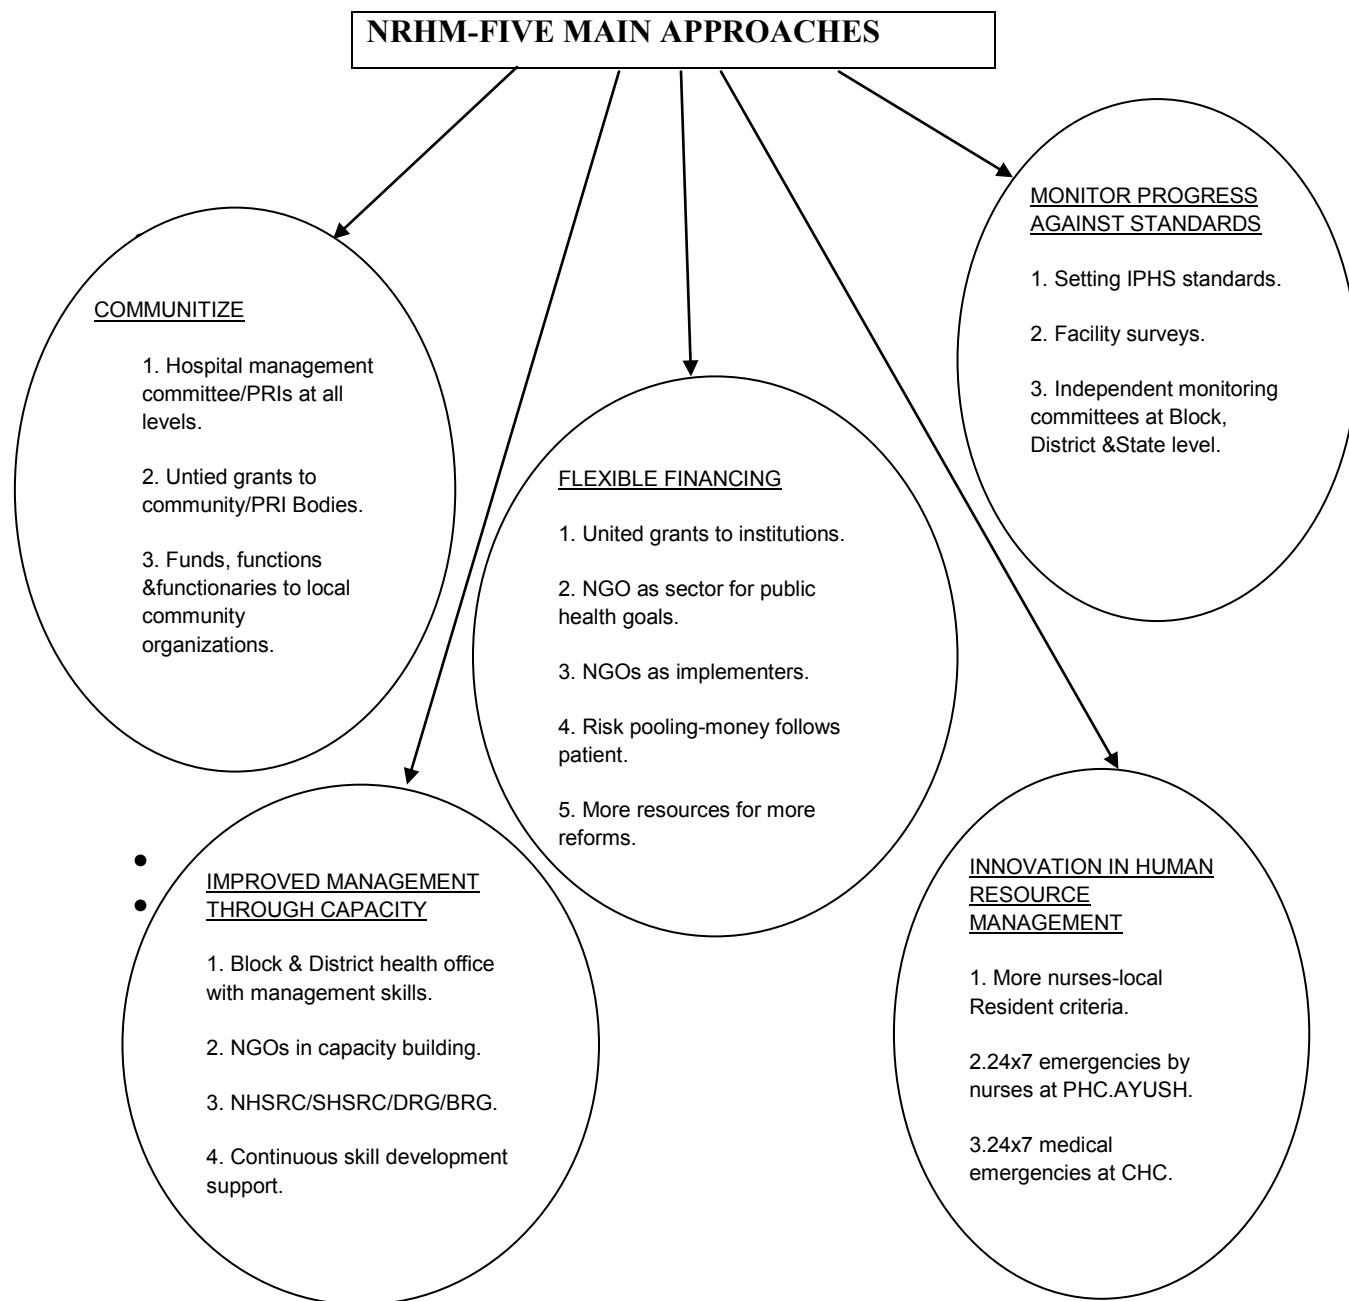 NRHM-FIVE MAIN APPROACHES
COMMUNITIZE
1. Hospital management
committee/PRIs at all
levels.
2. Untied grants to
community/PRI Bodies.
3. Funds, functions
&functionaries to local
community
organizations.
IMPROVED MANAGEMENT
THROUGH CAPACITY
1. Block & District health office
with management skills.
2. NGOs in capacity building.
3. NHSRC/SHSRC/DRG/BRG.
4. Continuous skill development
support.
FLEXIBLE FINANCING
1. United grants to institutions.
2. NGO as sector for public
health goals.
3. NGOs as implementers.
4. Risk pooling-money follows
patient.
5. More resources for more
reforms.
INNOVATION IN HUMAN
RESOURCE
MANAGEMENT
1. More nurses-local
Resident criteria.
2.24x7 emergencies by
nurses at PHC.AYUSH.
3.24x7 medical
emergencies at CHC.
MONITOR PROGRESS
AGAINST STANDARDS
1. Setting IPHS standards.
2. Facility surveys.
3. Independent monitoring
committees at Block,
District &State level.